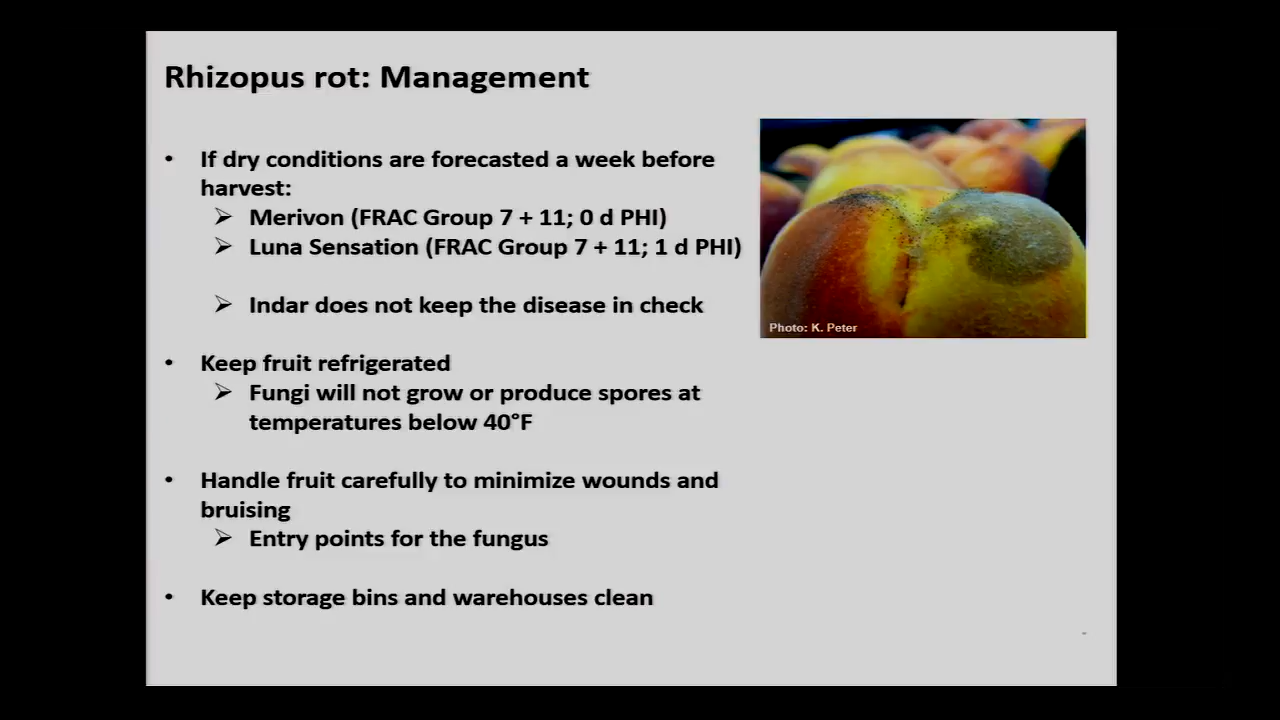 Rhizopus rot: Management
• If dry conditions are forecasted a week before
harvest:
➢ Merivon (FRAC Group 7 + 11; 0 d PHI)
➢ Luna Sensation (FRAC Group 7 + 11; 1 d PHI)
➢ Indar does not keep the disease in check
• Keep fruit refrigerated
➢ Fungi will not grow or produce spores at
temperatures below 40°F
• Handle fruit carefully to minimize wounds and
bruising
➢ Entry points for the fungus
• Keep storage bins and warehouses clean
Photo: K. Peter